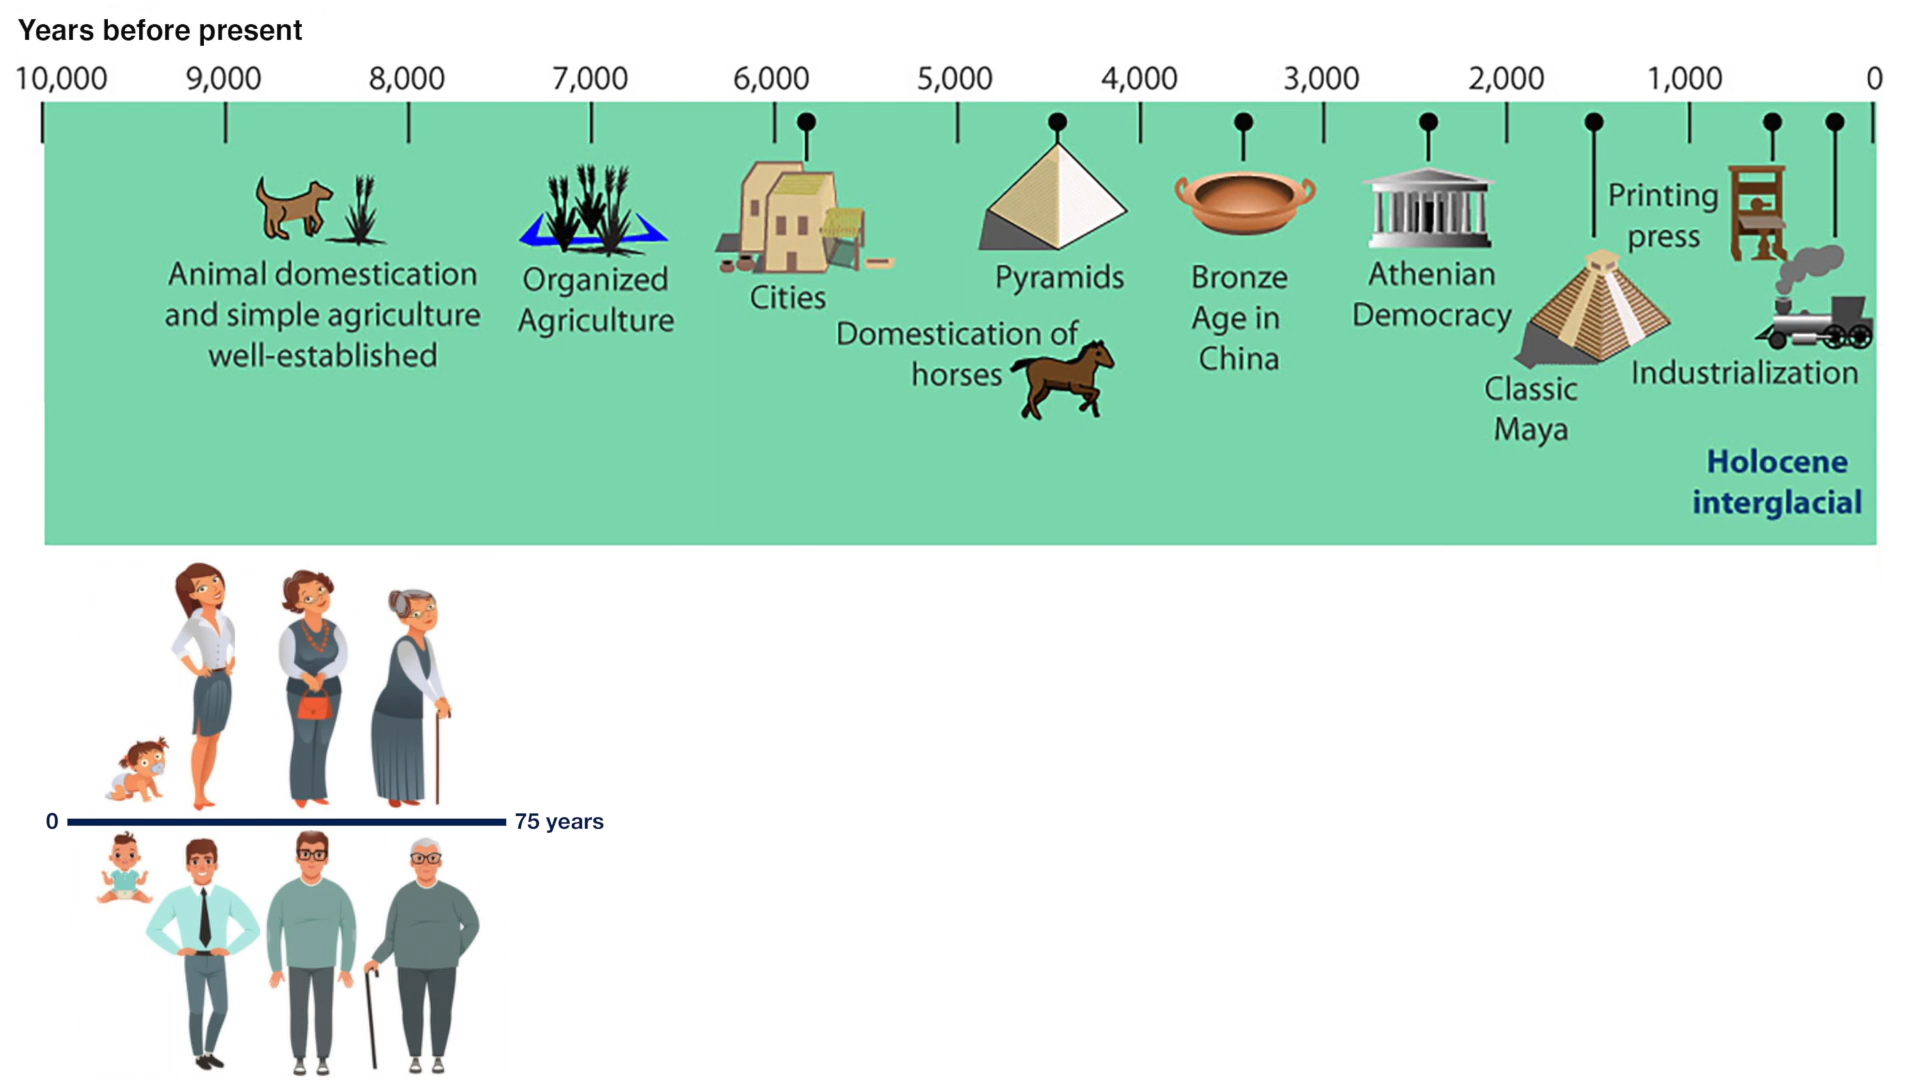 Years before present
10,000 9,000 8,000 7,000 6,000 5,000 4,000 3,000 2,000 1,000 0
Animal domestication
and simple agriculture
well-established
Organized
Agriculture
Cities
Domestication of
horses
Pyramids
Bronze
Age in
China
Athenian
Democracy
Classic
Maya
Printing
press
Industrialization
Holocene
interglacial
0 75 years